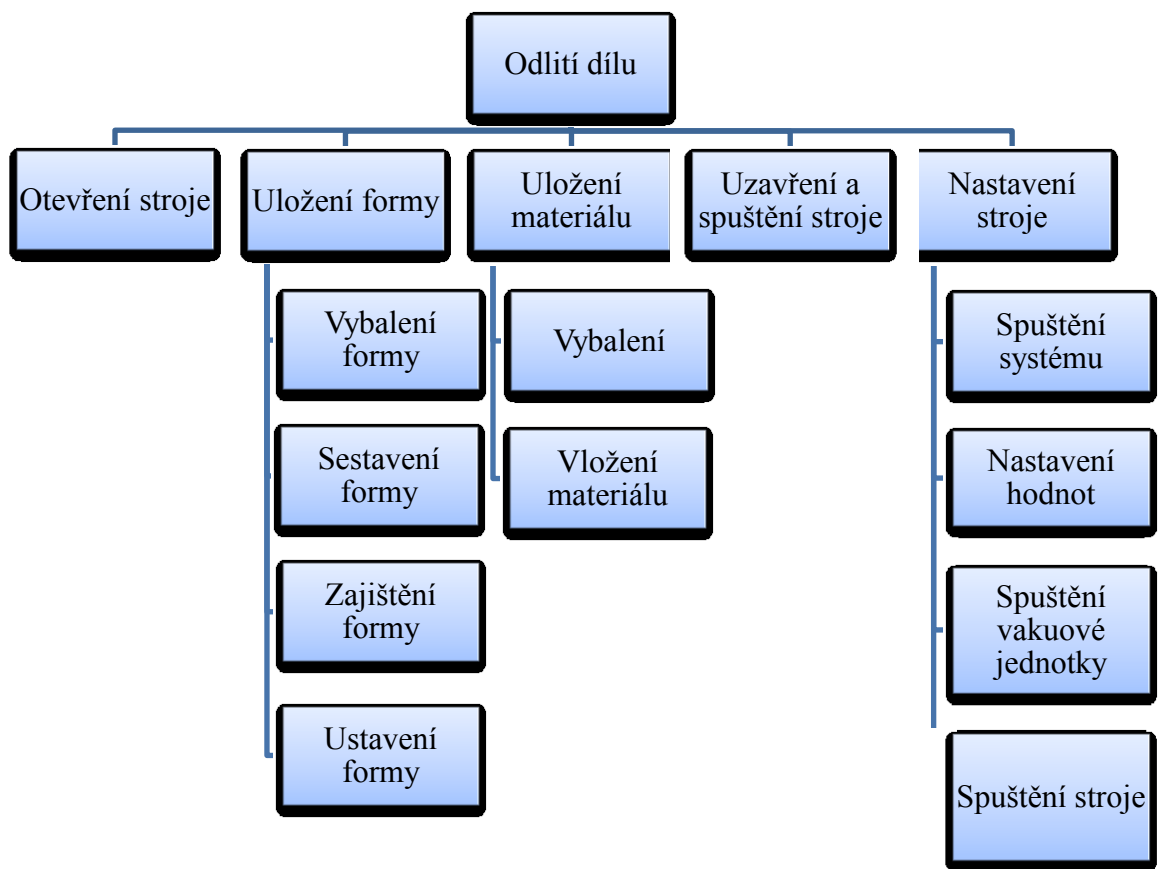 Odlití dílu
Otevření stroje
Uložení formy
Uložení
materiálu
Uzavření a
spuštění stroje
Nastavení
stroje
Vybalení
formy
Sestavení
formy
Zajištění
formy
Ustavení
formy
Vybalení
Vložení
materiálu
Spuštění
systému
Nastavení
hodnot
Spuštění
vakuové
jednotky
Spuštění stroje